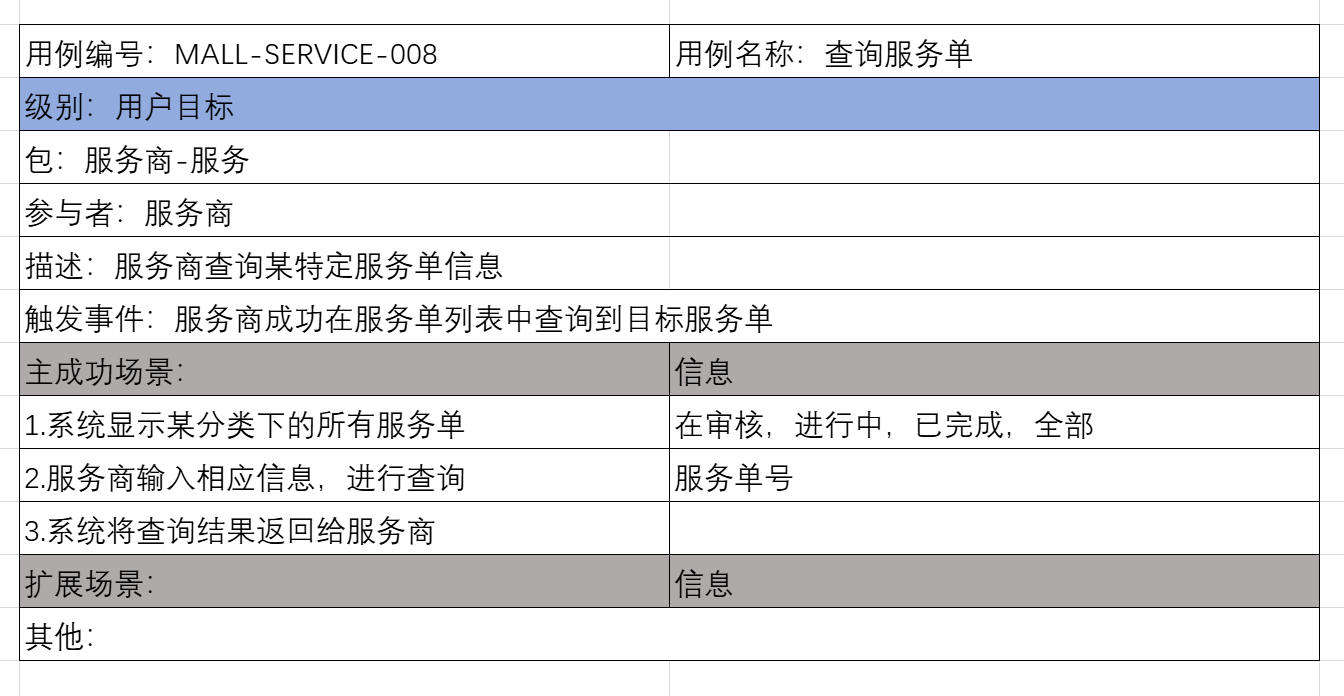 用例编号：MALL-SERVICE-008
用例名称：查询服务单
级别：用户目标
包：服务商-服务
参与者：服务商
描述：服务商查询某特定服务单信息
触发事件：服务商成功在服务单列表中查询到目标服务单
主成功场景：
信息
1.系统显示某分类下的所有服务单
在审核，进行中，已完成，全部
2.服务商输入相应信息，进行查询
服务单号
3.系统将查询结果返回给服务商
扩展场景：
信息
其他：